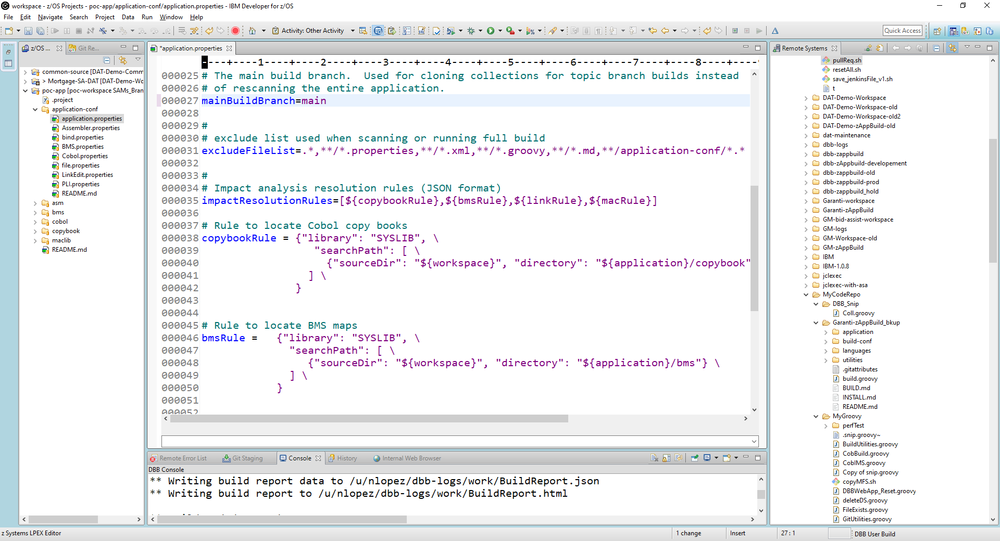 workspace - z/OS Projects - poc-app/application-conf/application.properties - IBM Developer for z/OS
File Edit Navigate Search Project Data Run Window Help
Activity: Other Activity
Quick Access
z/OS ...
Git Re...
common-source [DAT-Demo-Comm
> Mortgage-SA-DAT [DAT-Demo-Wc
poc-app [poc-workspace SAMs_Bran
.project
application-conf
application.properties
Assembler.properties
bind.properties
BMS.properties
Cobol.properties
file.properties
LinkEdit.properties
PLI.properties
README.md
asm
bms
cobol
copybook
maclib
README.md
*application.properties
----+----1----+----2----+----3----+----4----+----5----+----6----+----7----+----8----+----
000025 # The main build branch.  Used for cloning collections for topic branch builds instead
000026 # of rescanning the entire application.
000027 mainBuildBranch=main
000028
000029 #
000030 # exclude list used when scanning or running full build
000031 excludeFileList=.*,**/*.properties,**/*.xml,**/*.groovy,**/*.md,**/application-conf/*.*
000032
000033 #
000034 # Impact analysis resolution rules (JSON format)
000035 impactResolutionRules=[${copybookRule},${bmsRule},${linkRule},${macRule}]
000036
000037 # Rule to locate Cobol copy books
000038 copybookRule = {"library": "SYSLIB", \
000039 "searchPath": [ \
000040 {"sourceDir": "${workspace}", "directory": "${application}/copybook"
000041 ] \
000042 }
000043
000044
000045 # Rule to locate BMS maps
000046 bmsRule =   {"library": "SYSLIB", \
000047 "searchPath": [ \
000048 {"sourceDir": "${workspace}", "directory": "${application}/bms"} \
000049 ] \
000050 }
000051
000052
Remote Error List
Git Staging
Console
History
Internal Web Browser
DBB Console
** Writing build report data to /u/nlopez/dbb-logs/work/BuildReport.json
** Writing build report to /u/nlopez/dbb-logs/work/BuildReport.html
Remote Systems
pullReq.sh
resetAll.sh
save_jenkinsFile_v1.sh
t
DAT-Demo-Workspace
DAT-Demo-Workspace-old
DAT-Demo-Workspace-old2
DAT-Demo-zAppBuild-old
dat-maintenance
dbb-logs
dbb-zappbuild
dbb-zAppbuild-developement
dbb-zappbuild-old
dbb-zappbuild-prod
dbb-zappbuild_hold
Garanti-workspace
Garanti-zAppBuild
GM-bid-assist-workspace
GM-logs
GM-Workspace-old
GM-zAppBuild
IBM
IBM-1.0.8
jclexec
jclexec-with-asa
MyCodeRepo
DBB_Snip
Coll.groovy
Garanti-zAppBuild_bkup
application
build-conf
languages
utilities
.gitattributes
build.groovy
BUILD.md
INSTALL.md
README.md
MyGroovy
perfTest
.snip.groovy~
BuildUtilities.groovy
CobBuild.groovy
CobIMS.groovy
Copy of snip.groovy
copyMFS.sh
DBBWebApp_Reset.groovy
deleteDS.groovy
FileExists.groovy
GitUtilities.groovy
z Systems LPEX Editor
1 change
Insert
27 : 1
DBB User Build